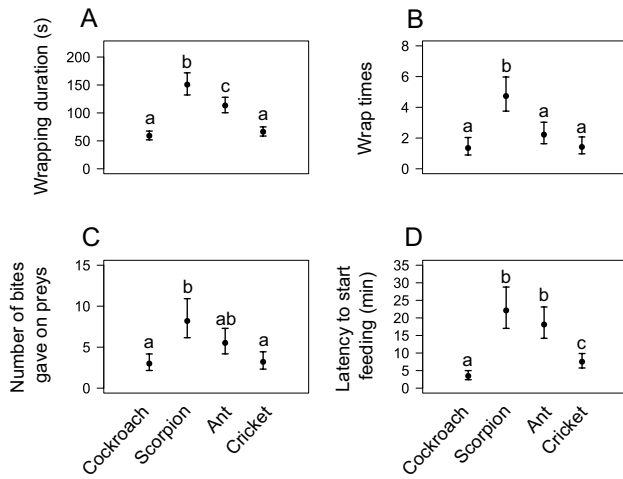 A
Wrapping duration (s)
200
150
100
50
0
a
b
c
a
B
Wrap times
8
6
4
2
0
a
b
a
a
C
Number of bites
gave on preys
15
10
5
0
a
b
ab
a
Cockroach
Scorpion
Ant
Cricket
D
Latency to start
feeding (min)
35
30
25
20
15
10
5
0
a
b
b
c
Cockroach
Scorpion
Ant
Cricket